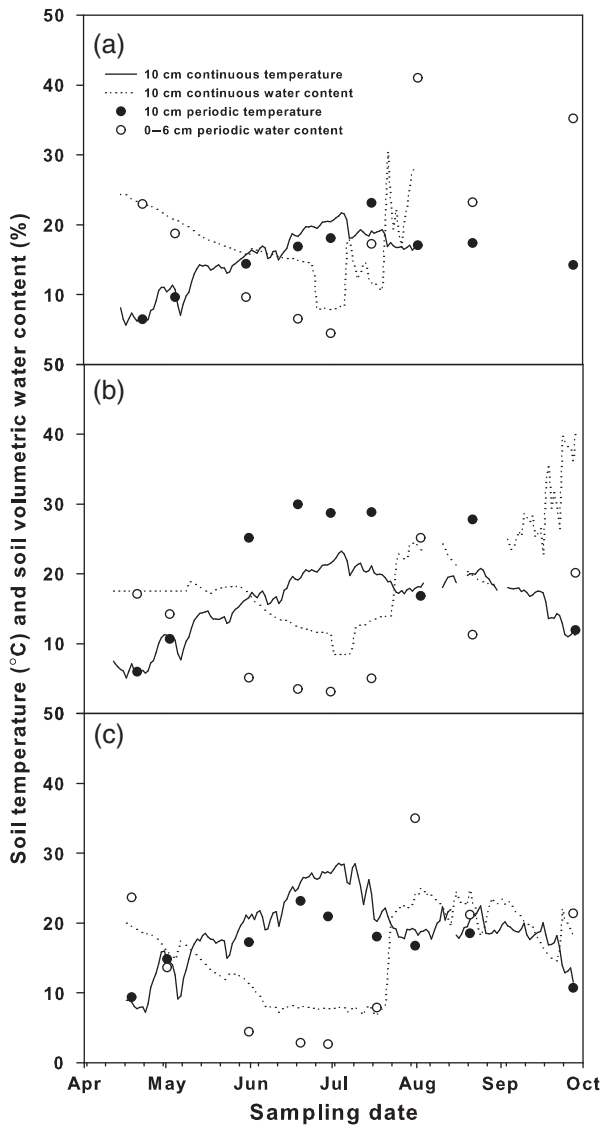 50
(a)
10 cm continuous temperature
10 cm continuous water content
10 cm periodic temperature
0–6 cm periodic water content
40
30
20
10
50
(b)
40
30
20
10
50
(c)
40
30
20
10
0
Soil temperature (°C) and soil volumetric water content (%)
Apr May Jun Jul Aug Sep Oct
Sampling date